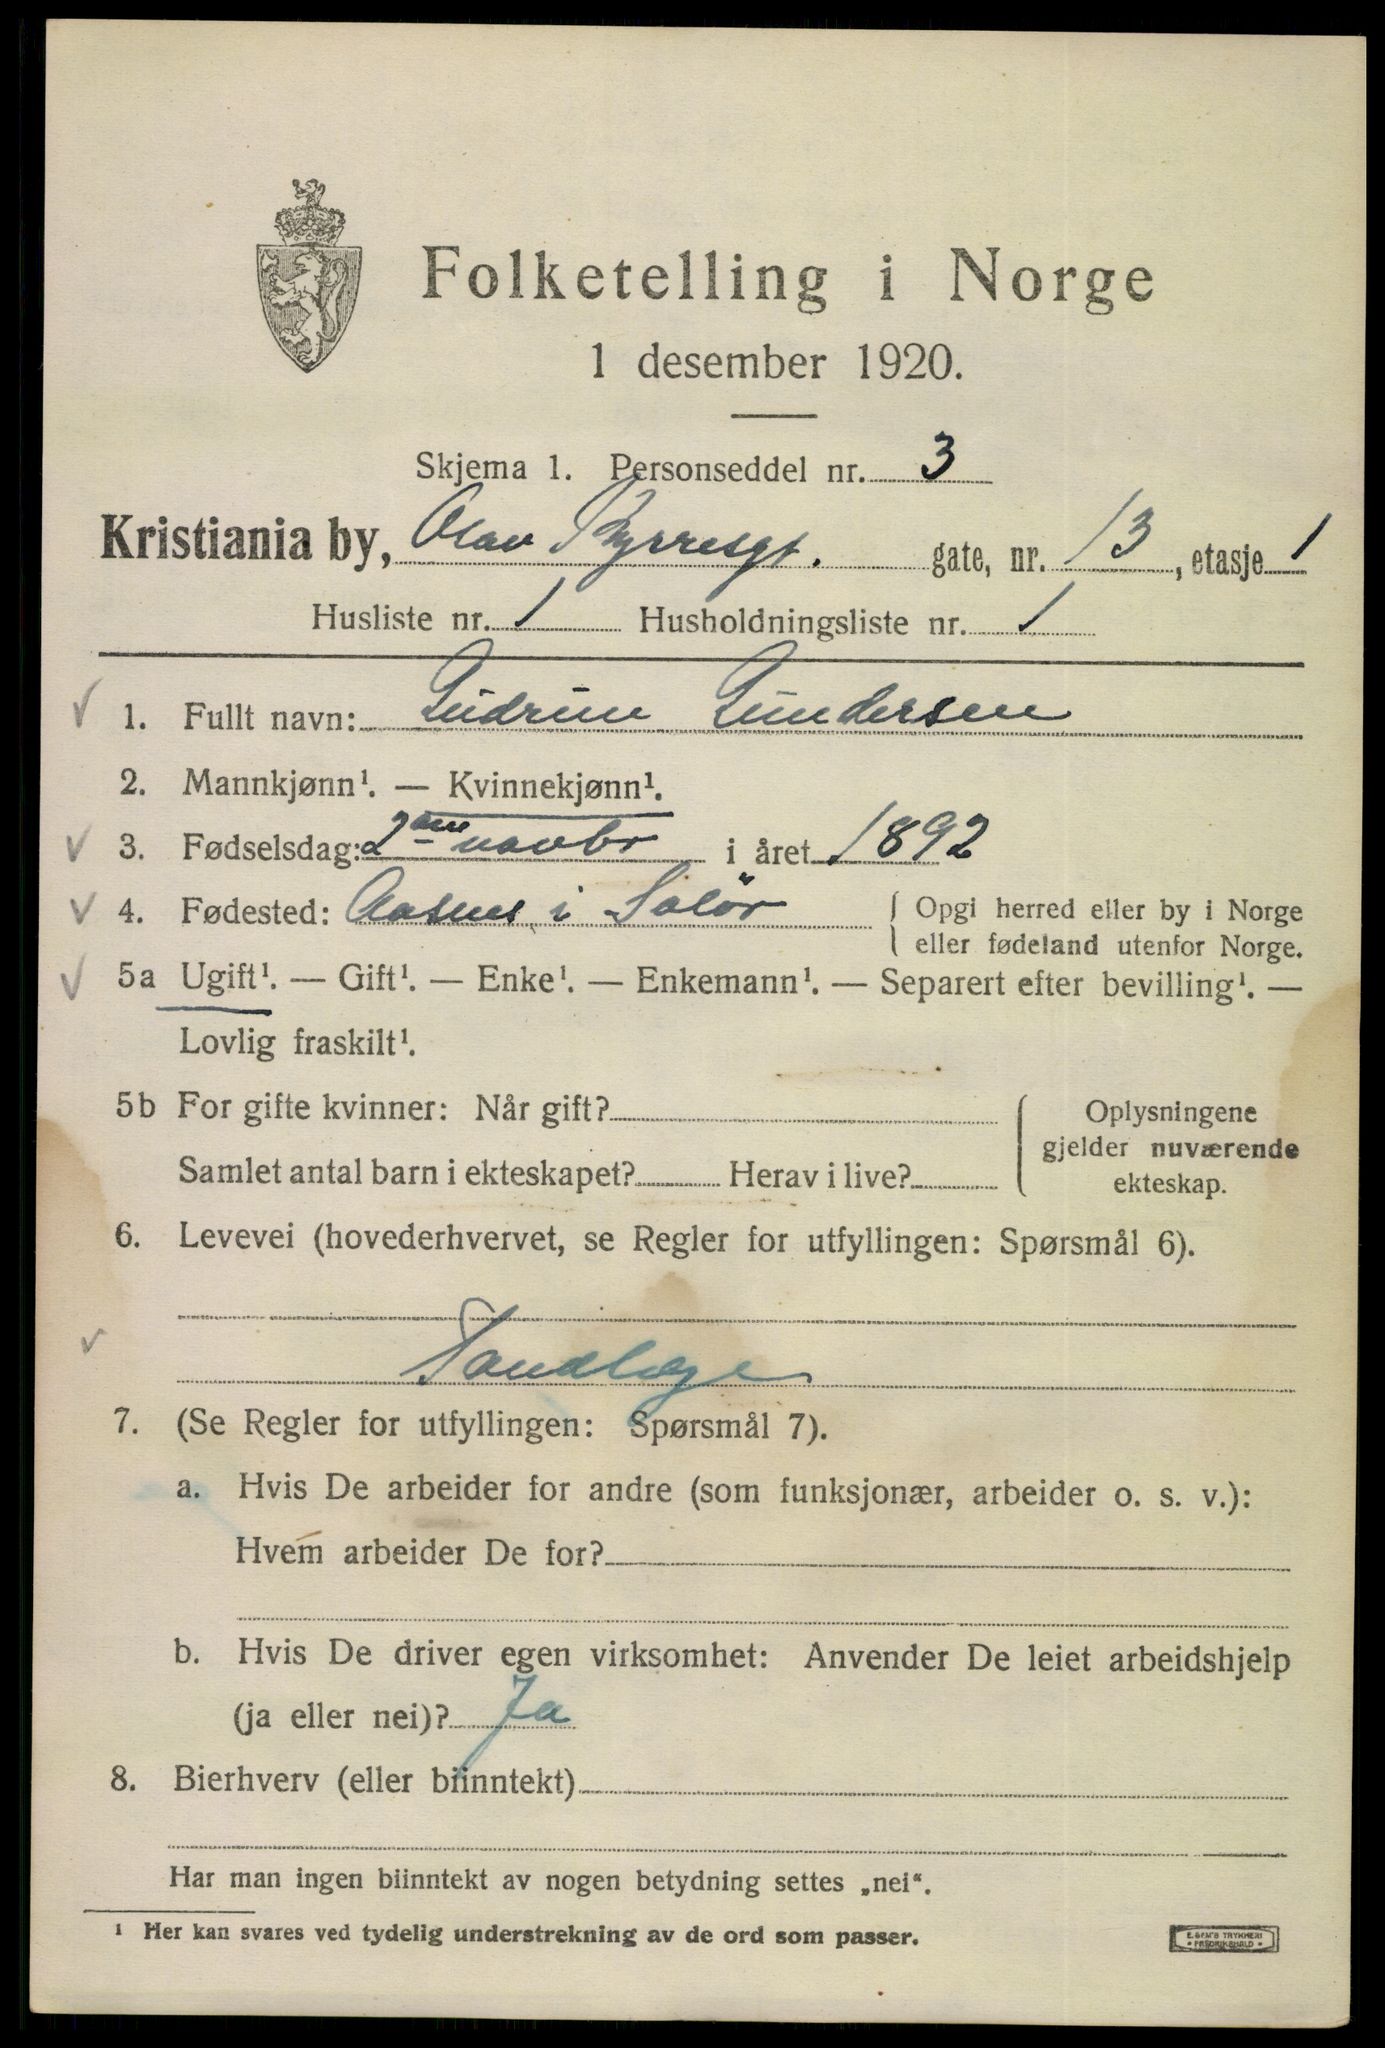 Folketelling i Norge
1 desember 1920.
Skjema 1. Personseddel nr. 3
Kristiania by, Olav Kyrresgt. gate, nr. 13, etasje 1
Husliste nr. 1 Husholdningsliste nr. 1
1. Fullt navn: Gudrun Gundersen
2. Mannkjønn¹. — Kvinnekjønn¹.
3. Fødselsdag: 2den novbr i året 1892
4. Fødested: Aasnes i Solør { Opgi herred eller by i Norge
eller fødeland utenfor Norge.
5a Ugift¹. — Gift¹. — Enke¹. — Enkemann¹. — Separert efter bevilling¹. —
Lovlig fraskilt¹.
5b For gifte kvinner: Når gift? { Oplysningene
gjelder nuværende
Samlet antal barn i ekteskapet? Herav i live? ekteskap.
6. Levevei (hovederhvervet, se Regler for utfyllingen: Spørsmål 6).
Tandlæge
7. (Se Regler for utfyllingen: Spørsmål 7).
a. Hvis De arbeider for andre (som funksjonær, arbeider o. s. v.):
Hvem arbeider De for?
b. Hvis De driver egen virksomhet: Anvender De leiet arbeidshjelp
(ja eller nei)? Ja
8. Bierhverv (eller biinntekt)
Har man ingen biinntekt av nogen betydning settes „nei“.
¹ Her kan svares ved tydelig understrekning av de ord som passer.
E. SEM'S TRYKKERI
• FREDRIKSHALD •